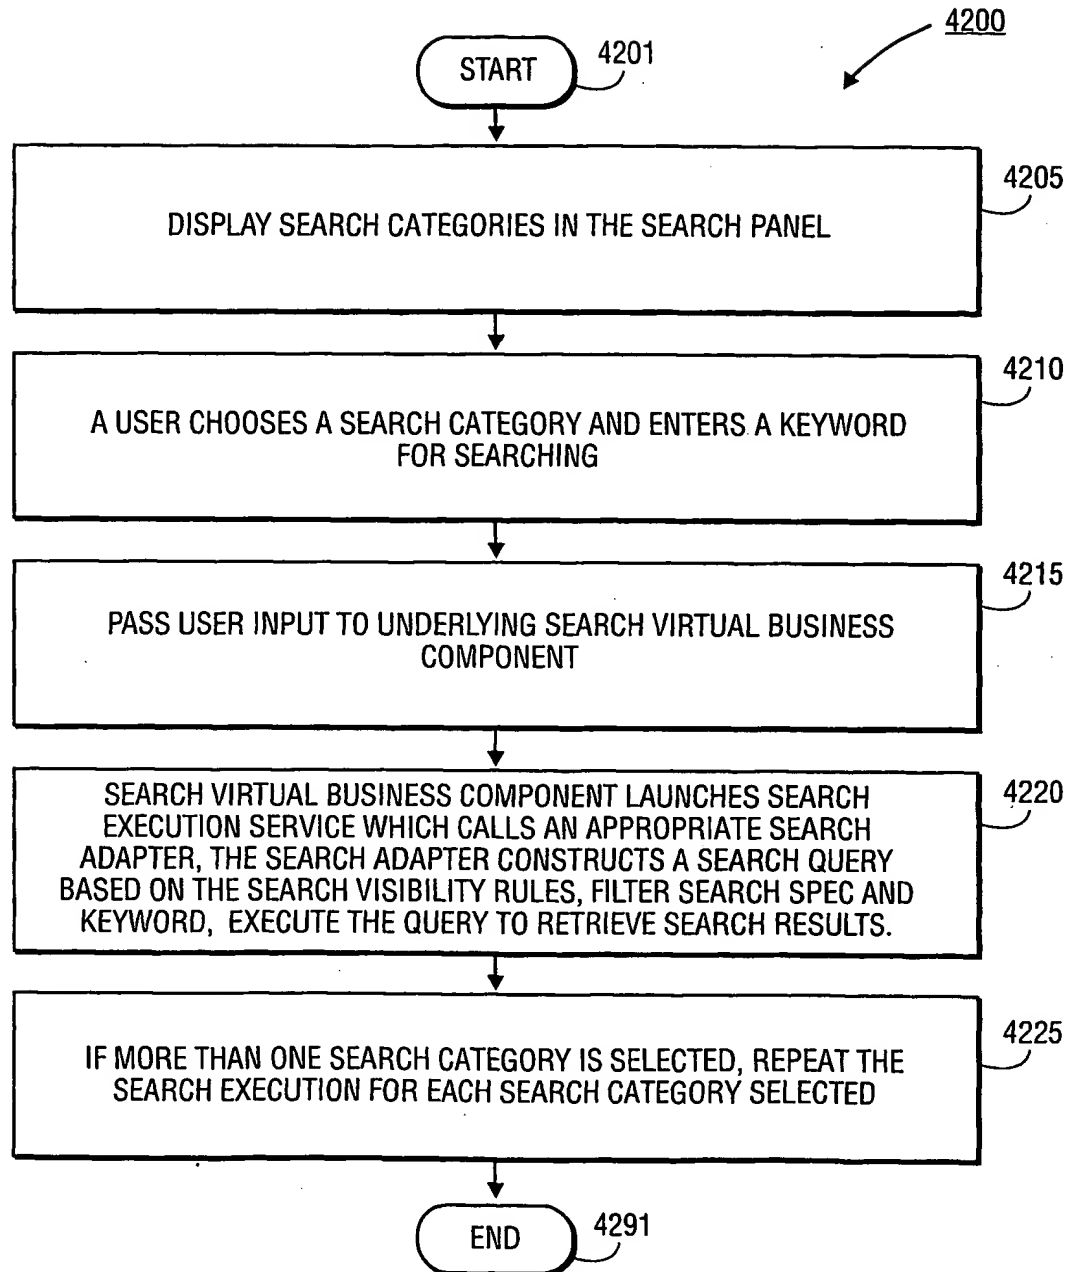 4200
START
4201
4205
DISPLAY SEARCH CATEGORIES IN THE SEARCH PANEL
4210
A USER CHOOSES A SEARCH CATEGORY AND ENTERS A KEYWORD
FOR SEARCHING
4215
PASS USER INPUT TO UNDERLYING SEARCH VIRTUAL BUSINESS
COMPONENT
4220
SEARCH VIRTUAL BUSINESS COMPONENT LAUNCHES SEARCH
EXECUTION SERVICE WHICH CALLS AN APPROPRIATE SEARCH
ADAPTER, THE SEARCH ADAPTER CONSTRUCTS A SEARCH QUERY
BASED ON THE SEARCH VISIBILITY RULES, FILTER SEARCH SPEC AND
KEYWORD, EXECUTE THE QUERY TO RETRIEVE SEARCH RESULTS.
4225
IF MORE THAN ONE SEARCH CATEGORY IS SELECTED, REPEAT THE
SEARCH EXECUTION FOR EACH SEARCH CATEGORY SELECTED
END
4291